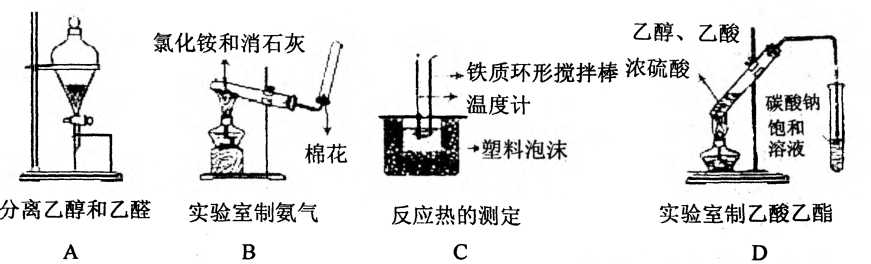 氯化铵和消石灰
棉花
铁质环形搅拌棒
温度计
塑料泡沫
乙醇、乙酸
浓硫酸
碳酸钠
饱和
溶液
分离乙醇和乙醛
实验室制氨气
反应热的测定
实验室制乙酸乙酯
A
B
C
D